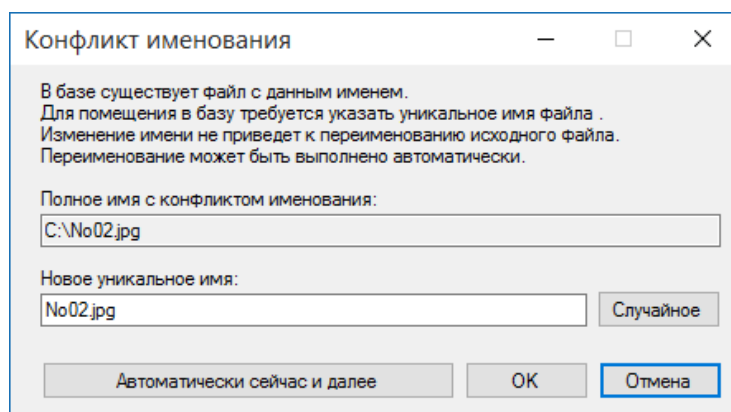 Конфликт именования
В базе существует файл с данным именем.
Для помещения в базу требуется указать уникальное имя файла .
Изменение имени не приведет к переименованию исходного файла.
Переименование может быть выполнено автоматически.
Полное имя с конфликтом именования:
C:\No02.jpg
Новое уникальное имя:
No02.jpg
Случайное
Автоматически сейчас и далее
OK
Отмена